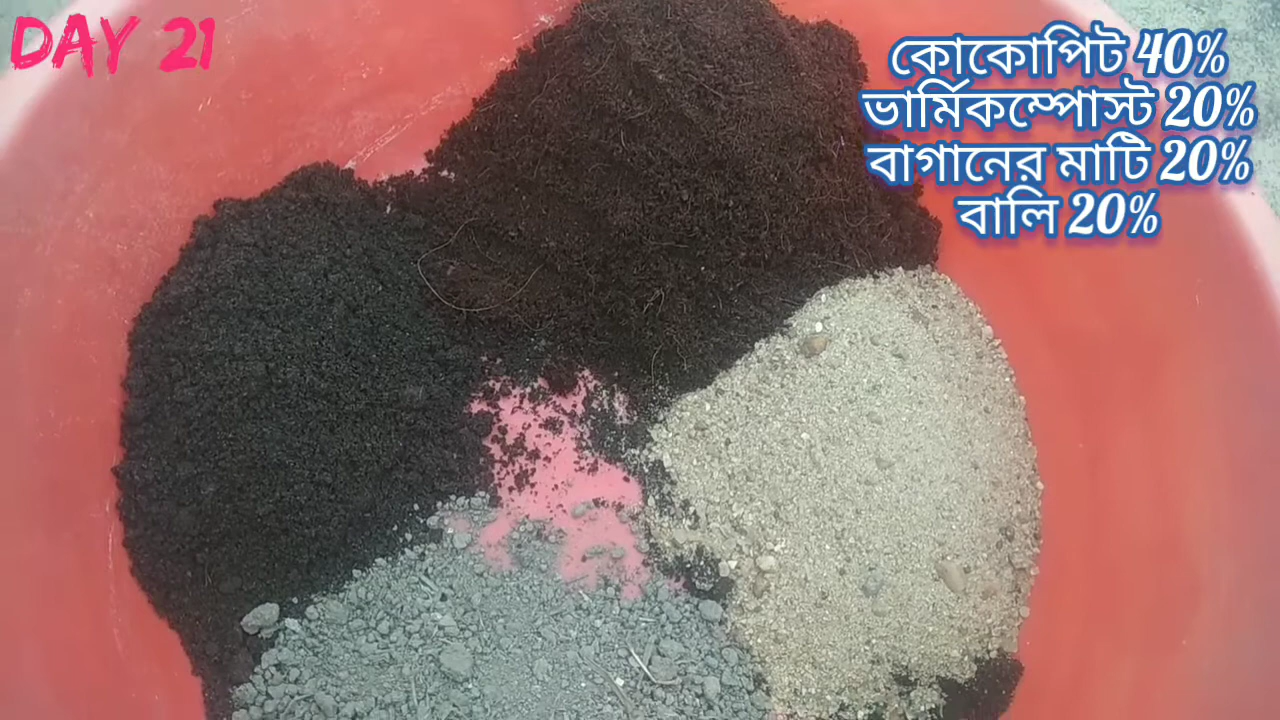 DAY 21
কোকোপিট 40%
ভার্মিকম্পোস্ট 20%
বাগানের মাটি 20%
বালি 20%